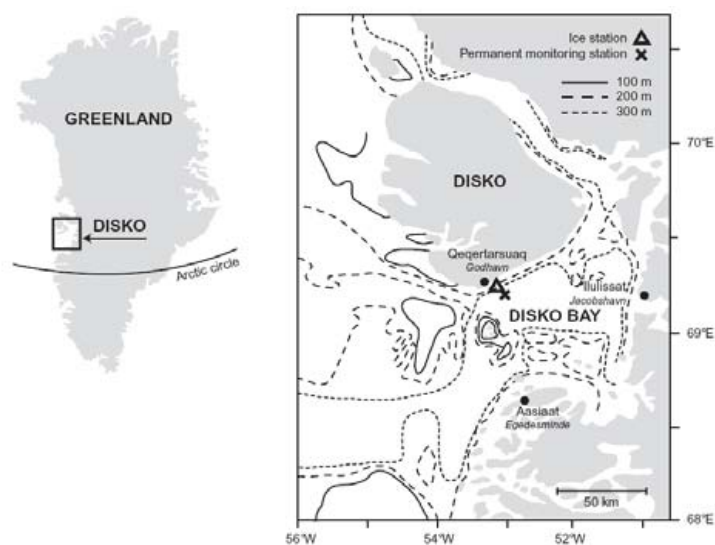 GREENLAND
DISKO
Arctic circle
Ice station
Permanent monitoring station
100 m
200 m
300 m
70°E
DISKO
Qeqertarsuaq
Godhavn
Ilulissat
Jacobshavn
DISKO BAY
69°E
Aasiaat
Egedesminde
50 km
68°E
56°W
54°W
52°W